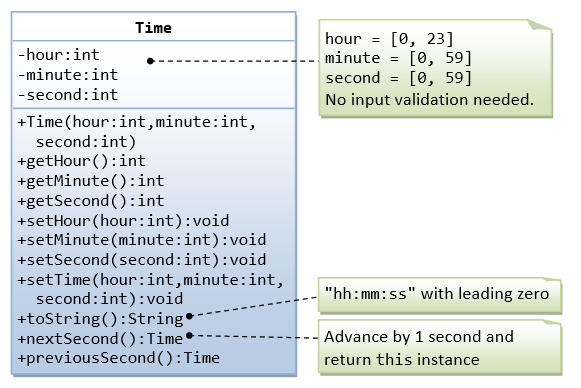 Time
-hour:int
-minute:int
-second:int
hour = [0, 23]
minute = [0, 59]
second = [0, 59]
No input validation needed.
+Time(hour:int,minute:int,
second:int)
+getHour():int
+getMinute():int
+getSecond():int
+setHour(hour:int):void
+setMinute(minute:int):void
+setSecond(second:int):void
+setTime(hour:int,minute:int,
second:int):void
+toString():String
+nextSecond():Time
+previousSecond():Time
"hh:mm:ss" with leading zero
Advance by 1 second and
return this instance